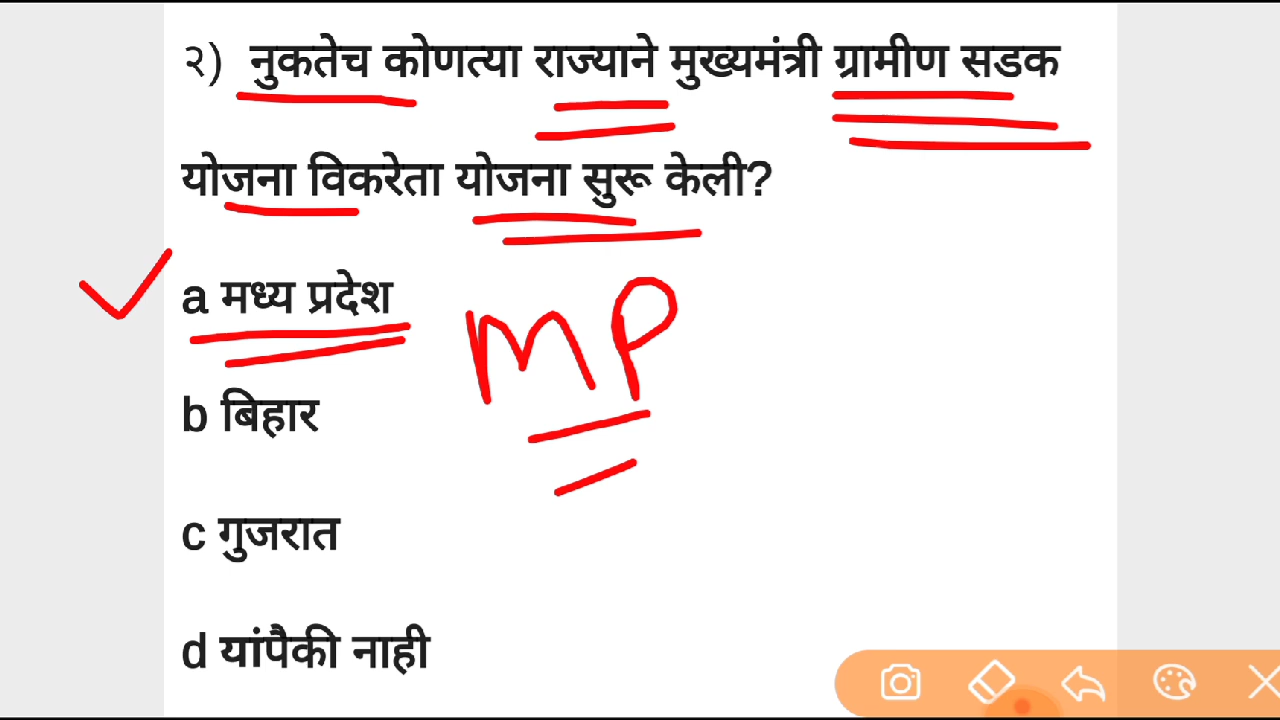 २) नुकतेच कोणत्या राज्याने मुख्यमंत्री ग्रामीण सडक
योजना विकरेता योजना सुरू केली?
a मध्य प्रदेश
MP
b बिहार
c गुजरात
d यांपैकी नाही